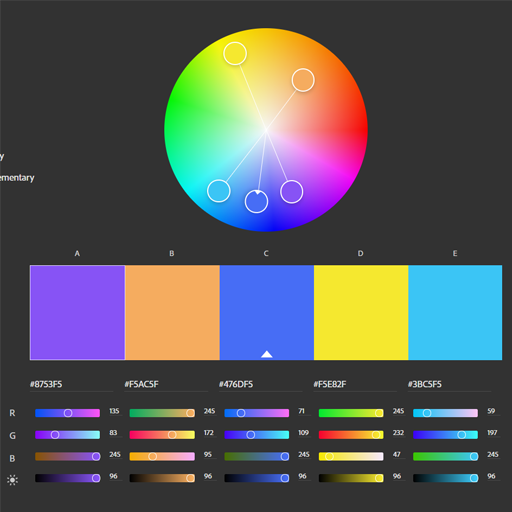 y
ementary
A B C D E
#8753F5 #F5AC5F #476DF5 #F5E82F #3BC5F5
R 135 245 71 245 59
G 83 172 109 232 197
B 245 95 245 47 245
96 96 96 96 96